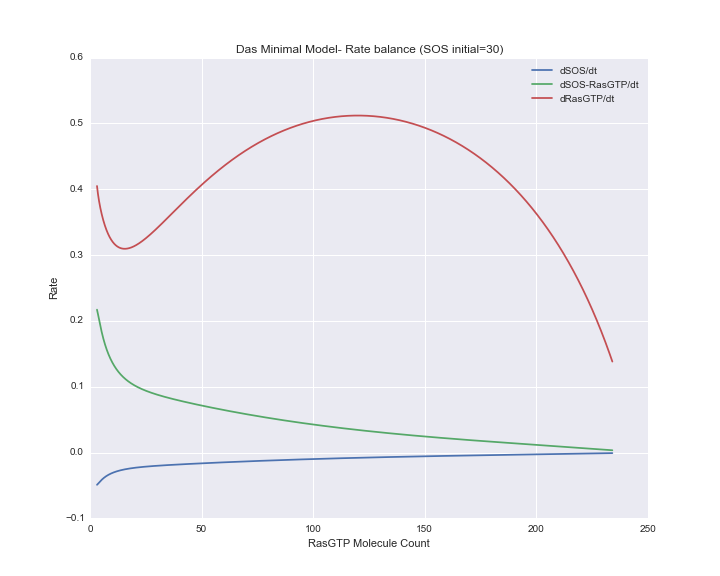 Das Minimal Model- Rate balance (SOS initial=30)
0.6
0.5
0.4
0.3
0.2
0.1
0.0
−0.1
Rate
dSOS/dt
dSOS-RasGTP/dt
dRasGTP/dt
0 50 100 150 200 250
RasGTP Molecule Count